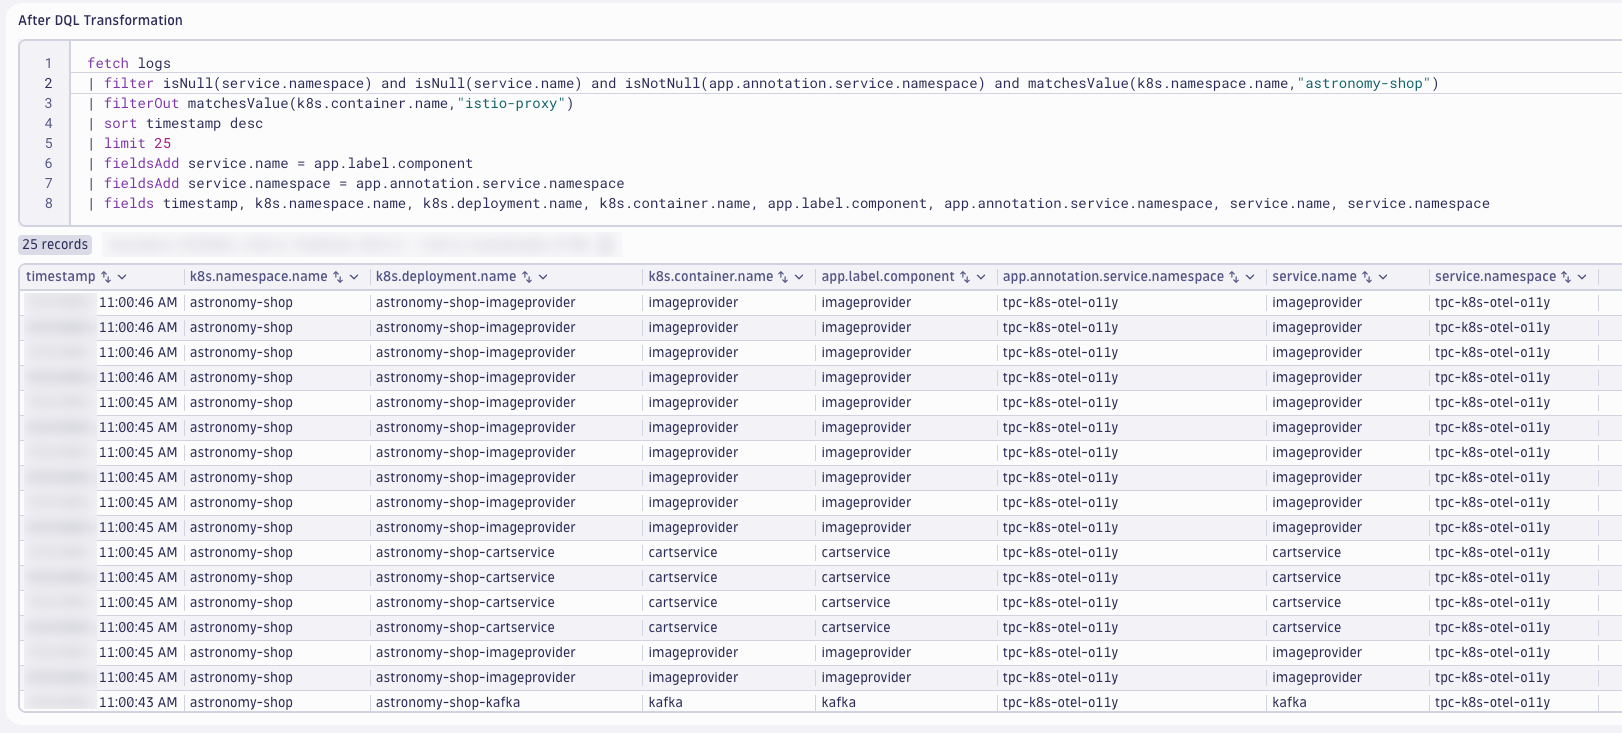 After DQL Transformation
1 fetch logs
2 | filter isNull(service.namespace) and isNull(service.name) and isNotNull(app.annotation.service.namespace) and matchesValue(k8s.namespace.name,"astronomy-shop")
3 | filterOut matchesValue(k8s.container.name,"istio-proxy")
4 | sort timestamp desc
5 | limit 25
6 | fieldsAdd service.name = app.label.component
7 | fieldsAdd service.namespace = app.annotation.service.namespace
8 | fields timestamp, k8s.namespace.name, k8s.deployment.name, k8s.container.name, app.label.component, app.annotation.service.namespace, service.name, service.namespace
25 records
timestamp k8s.namespace.name k8s.deployment.name k8s.container.name app.label.component app.annotation.service.namespace service.name service.namespace
11:00:46 AM astronomy-shop astronomy-shop-imageprovider imageprovider imageprovider tpc-k8s-otel-o11y imageprovider tpc-k8s-otel-o11y
11:00:46 AM astronomy-shop astronomy-shop-imageprovider imageprovider imageprovider tpc-k8s-otel-o11y imageprovider tpc-k8s-otel-o11y
11:00:46 AM astronomy-shop astronomy-shop-imageprovider imageprovider imageprovider tpc-k8s-otel-o11y imageprovider tpc-k8s-otel-o11y
11:00:46 AM astronomy-shop astronomy-shop-imageprovider imageprovider imageprovider tpc-k8s-otel-o11y imageprovider tpc-k8s-otel-o11y
11:00:45 AM astronomy-shop astronomy-shop-imageprovider imageprovider imageprovider tpc-k8s-otel-o11y imageprovider tpc-k8s-otel-o11y
11:00:45 AM astronomy-shop astronomy-shop-imageprovider imageprovider imageprovider tpc-k8s-otel-o11y imageprovider tpc-k8s-otel-o11y
11:00:45 AM astronomy-shop astronomy-shop-imageprovider imageprovider imageprovider tpc-k8s-otel-o11y imageprovider tpc-k8s-otel-o11y
11:00:45 AM astronomy-shop astronomy-shop-imageprovider imageprovider imageprovider tpc-k8s-otel-o11y imageprovider tpc-k8s-otel-o11y
11:00:45 AM astronomy-shop astronomy-shop-imageprovider imageprovider imageprovider tpc-k8s-otel-o11y imageprovider tpc-k8s-otel-o11y
11:00:45 AM astronomy-shop astronomy-shop-imageprovider imageprovider imageprovider tpc-k8s-otel-o11y imageprovider tpc-k8s-otel-o11y
11:00:45 AM astronomy-shop astronomy-shop-cartservice cartservice cartservice tpc-k8s-otel-o11y cartservice tpc-k8s-otel-o11y
11:00:45 AM astronomy-shop astronomy-shop-cartservice cartservice cartservice tpc-k8s-otel-o11y cartservice tpc-k8s-otel-o11y
11:00:45 AM astronomy-shop astronomy-shop-cartservice cartservice cartservice tpc-k8s-otel-o11y cartservice tpc-k8s-otel-o11y
11:00:45 AM astronomy-shop astronomy-shop-cartservice cartservice cartservice tpc-k8s-otel-o11y cartservice tpc-k8s-otel-o11y
11:00:45 AM astronomy-shop astronomy-shop-imageprovider imageprovider imageprovider tpc-k8s-otel-o11y imageprovider tpc-k8s-otel-o11y
11:00:45 AM astronomy-shop astronomy-shop-imageprovider imageprovider imageprovider tpc-k8s-otel-o11y imageprovider tpc-k8s-otel-o11y
11:00:43 AM astronomy-shop astronomy-shop-kafka kafka kafka tpc-k8s-otel-o11y kafka tpc-k8s-otel-o11y